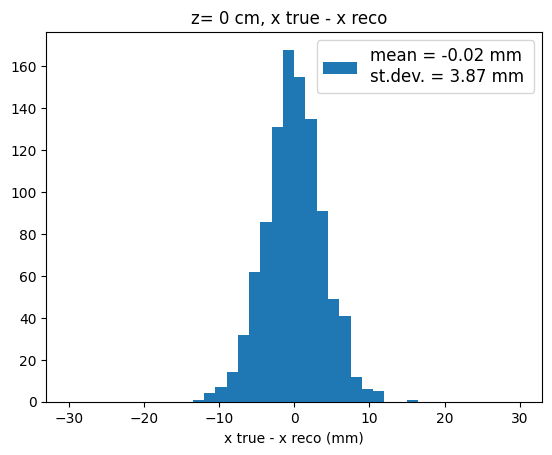 z= 0 cm, x true - x reco
mean = -0.02 mm
st.dev. = 3.87 mm
160
140
120
100
80
60
40
20
0
−30 −20 −10 0 10 20 30
x true - x reco (mm)